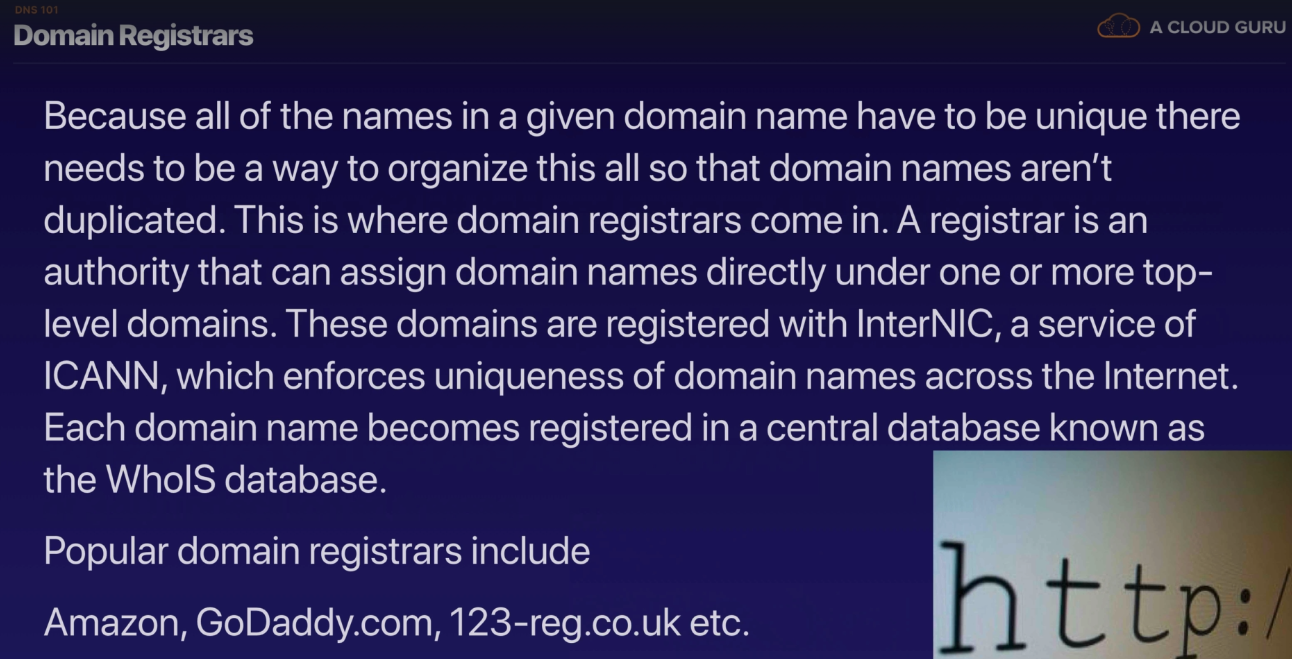 DNS 101
Domain Registrars
A CLOUD GURU
Because all of the names in a given domain name have to be unique there
needs to be a way to organize this all so that domain names aren't
duplicated. This is where domain registrars come in. A registrar is an
authority that can assign domain names directly under one or more top-
level domains. These domains are registered with InterNIC, a service of
ICANN, which enforces uniqueness of domain names across the Internet.
Each domain name becomes registered in a central database known as
the WhoIS database.
Popular domain registrars include
Amazon, GoDaddy.com, 123-reg.co.uk etc.
http:/